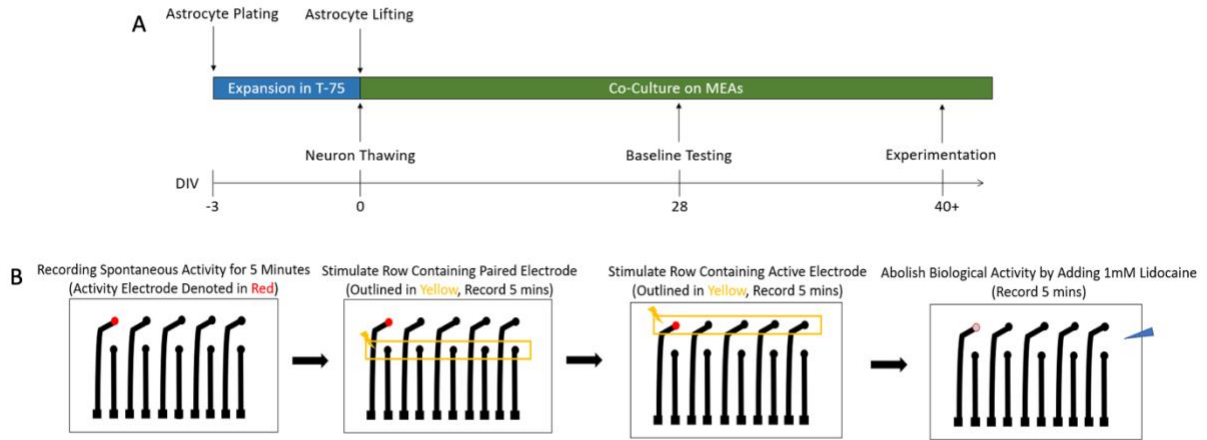 A
Astrocyte Plating
Astrocyte Lifting
Expansion in T-75
Co-Culture on MEAs
Neuron Thawing
Baseline Testing
Experimentation
DIV
-3
0
28
40+
B
Recording Spontaneous Activity for 5 Minutes
(Activity Electrode Denoted in Red)
Stimulate Row Containing Paired Electrode
(Outlined in Yellow, Record 5 mins)
Stimulate Row Containing Active Electrode
(Outlined in Yellow, Record 5 mins)
Abolish Biological Activity by Adding 1mM Lidocaine
(Record 5 mins)